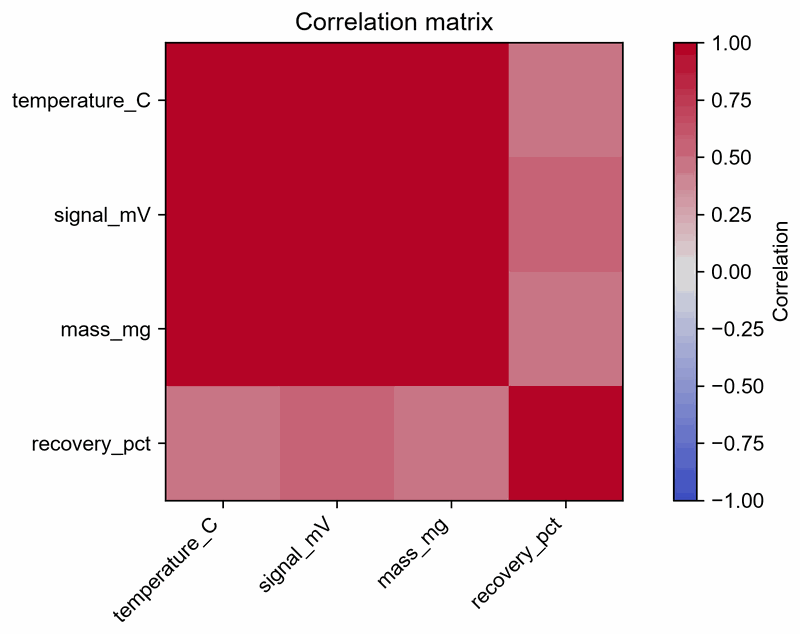 Correlation matrix
temperature_C
signal_mV
mass_mg
recovery_pct
temperature_C
signal_mV
mass_mg
recovery_pct
1.00
0.75
0.50
0.25
0.00
−0.25
−0.50
−0.75
−1.00
Correlation